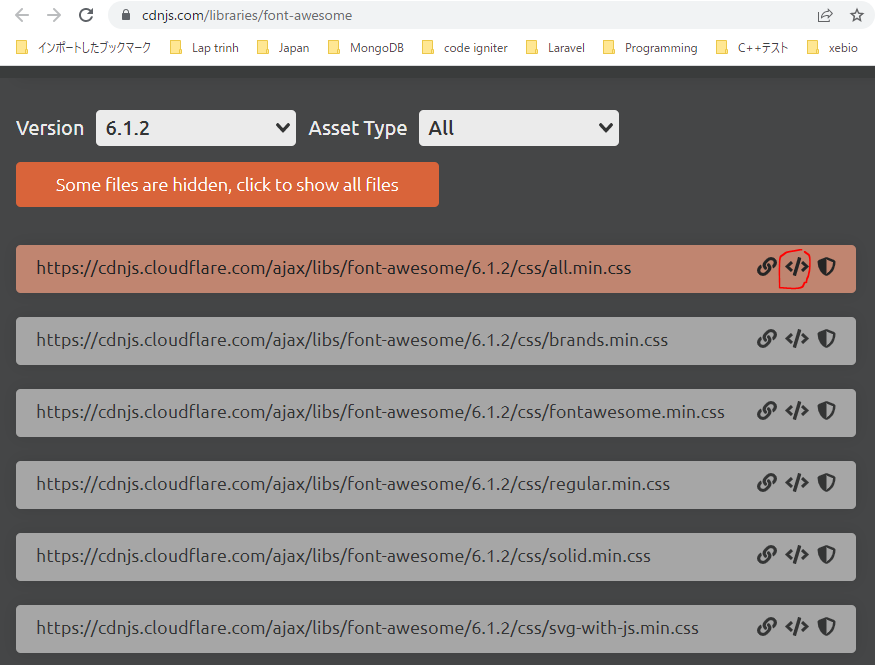 cdnjs.com/libraries/font-awesome
インポートしたブックマーク Lap trinh Japan MongoDB code igniter Laravel Programming C++テスト xebio
Version 6.1.2 Asset Type All
Some files are hidden, click to show all files
https://cdnjs.cloudflare.com/ajax/libs/font-awesome/6.1.2/css/all.min.css
https://cdnjs.cloudflare.com/ajax/libs/font-awesome/6.1.2/css/brands.min.css
https://cdnjs.cloudflare.com/ajax/libs/font-awesome/6.1.2/css/fontawesome.min.css
https://cdnjs.cloudflare.com/ajax/libs/font-awesome/6.1.2/css/regular.min.css
https://cdnjs.cloudflare.com/ajax/libs/font-awesome/6.1.2/css/solid.min.css
https://cdnjs.cloudflare.com/ajax/libs/font-awesome/6.1.2/css/svg-with-js.min.css